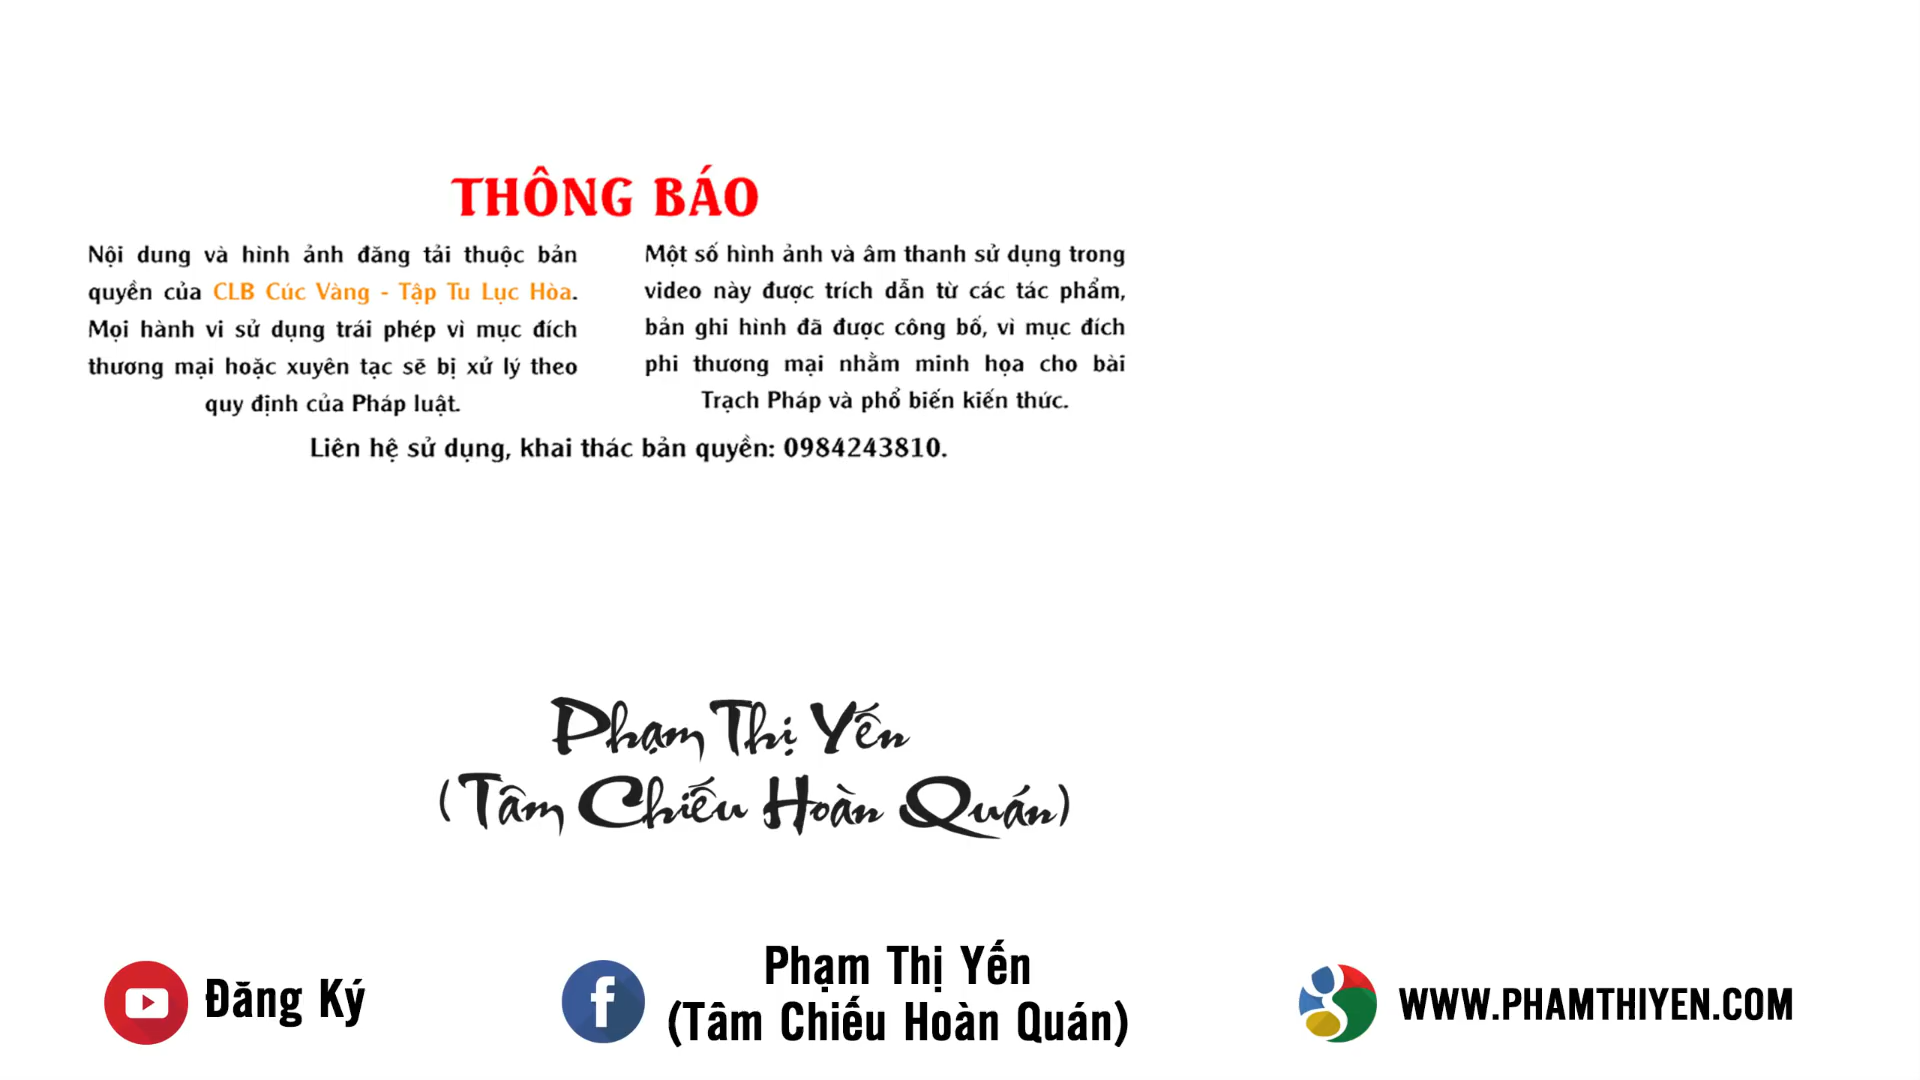 THÔNG BÁO
Nội dung và hình ảnh đăng tải thuộc bản
quyền của CLB Cúc Vàng - Tập Tu Lục Hòa.
Mọi hành vi sử dụng trái phép vì mục đích
thương mại hoặc xuyên tạc sẽ bị xử lý theo
quy định của Pháp luật.
Một số hình ảnh và âm thanh sử dụng trong
video này được trích dẫn từ các tác phẩm,
bản ghi hình đã được công bố, vì mục đích
phi thương mại nhằm minh họa cho bài
Trạch Pháp và phổ biến kiến thức.
Liên hệ sử dụng, khai thác bản quyền: 0984243810.
Phạm Thị Yến
(Tâm Chiếu Hoàn Quán)
Đăng Ký
Phạm Thị Yến
(Tâm Chiếu Hoàn Quán)
WWW.PHAMTHIYEN.COM